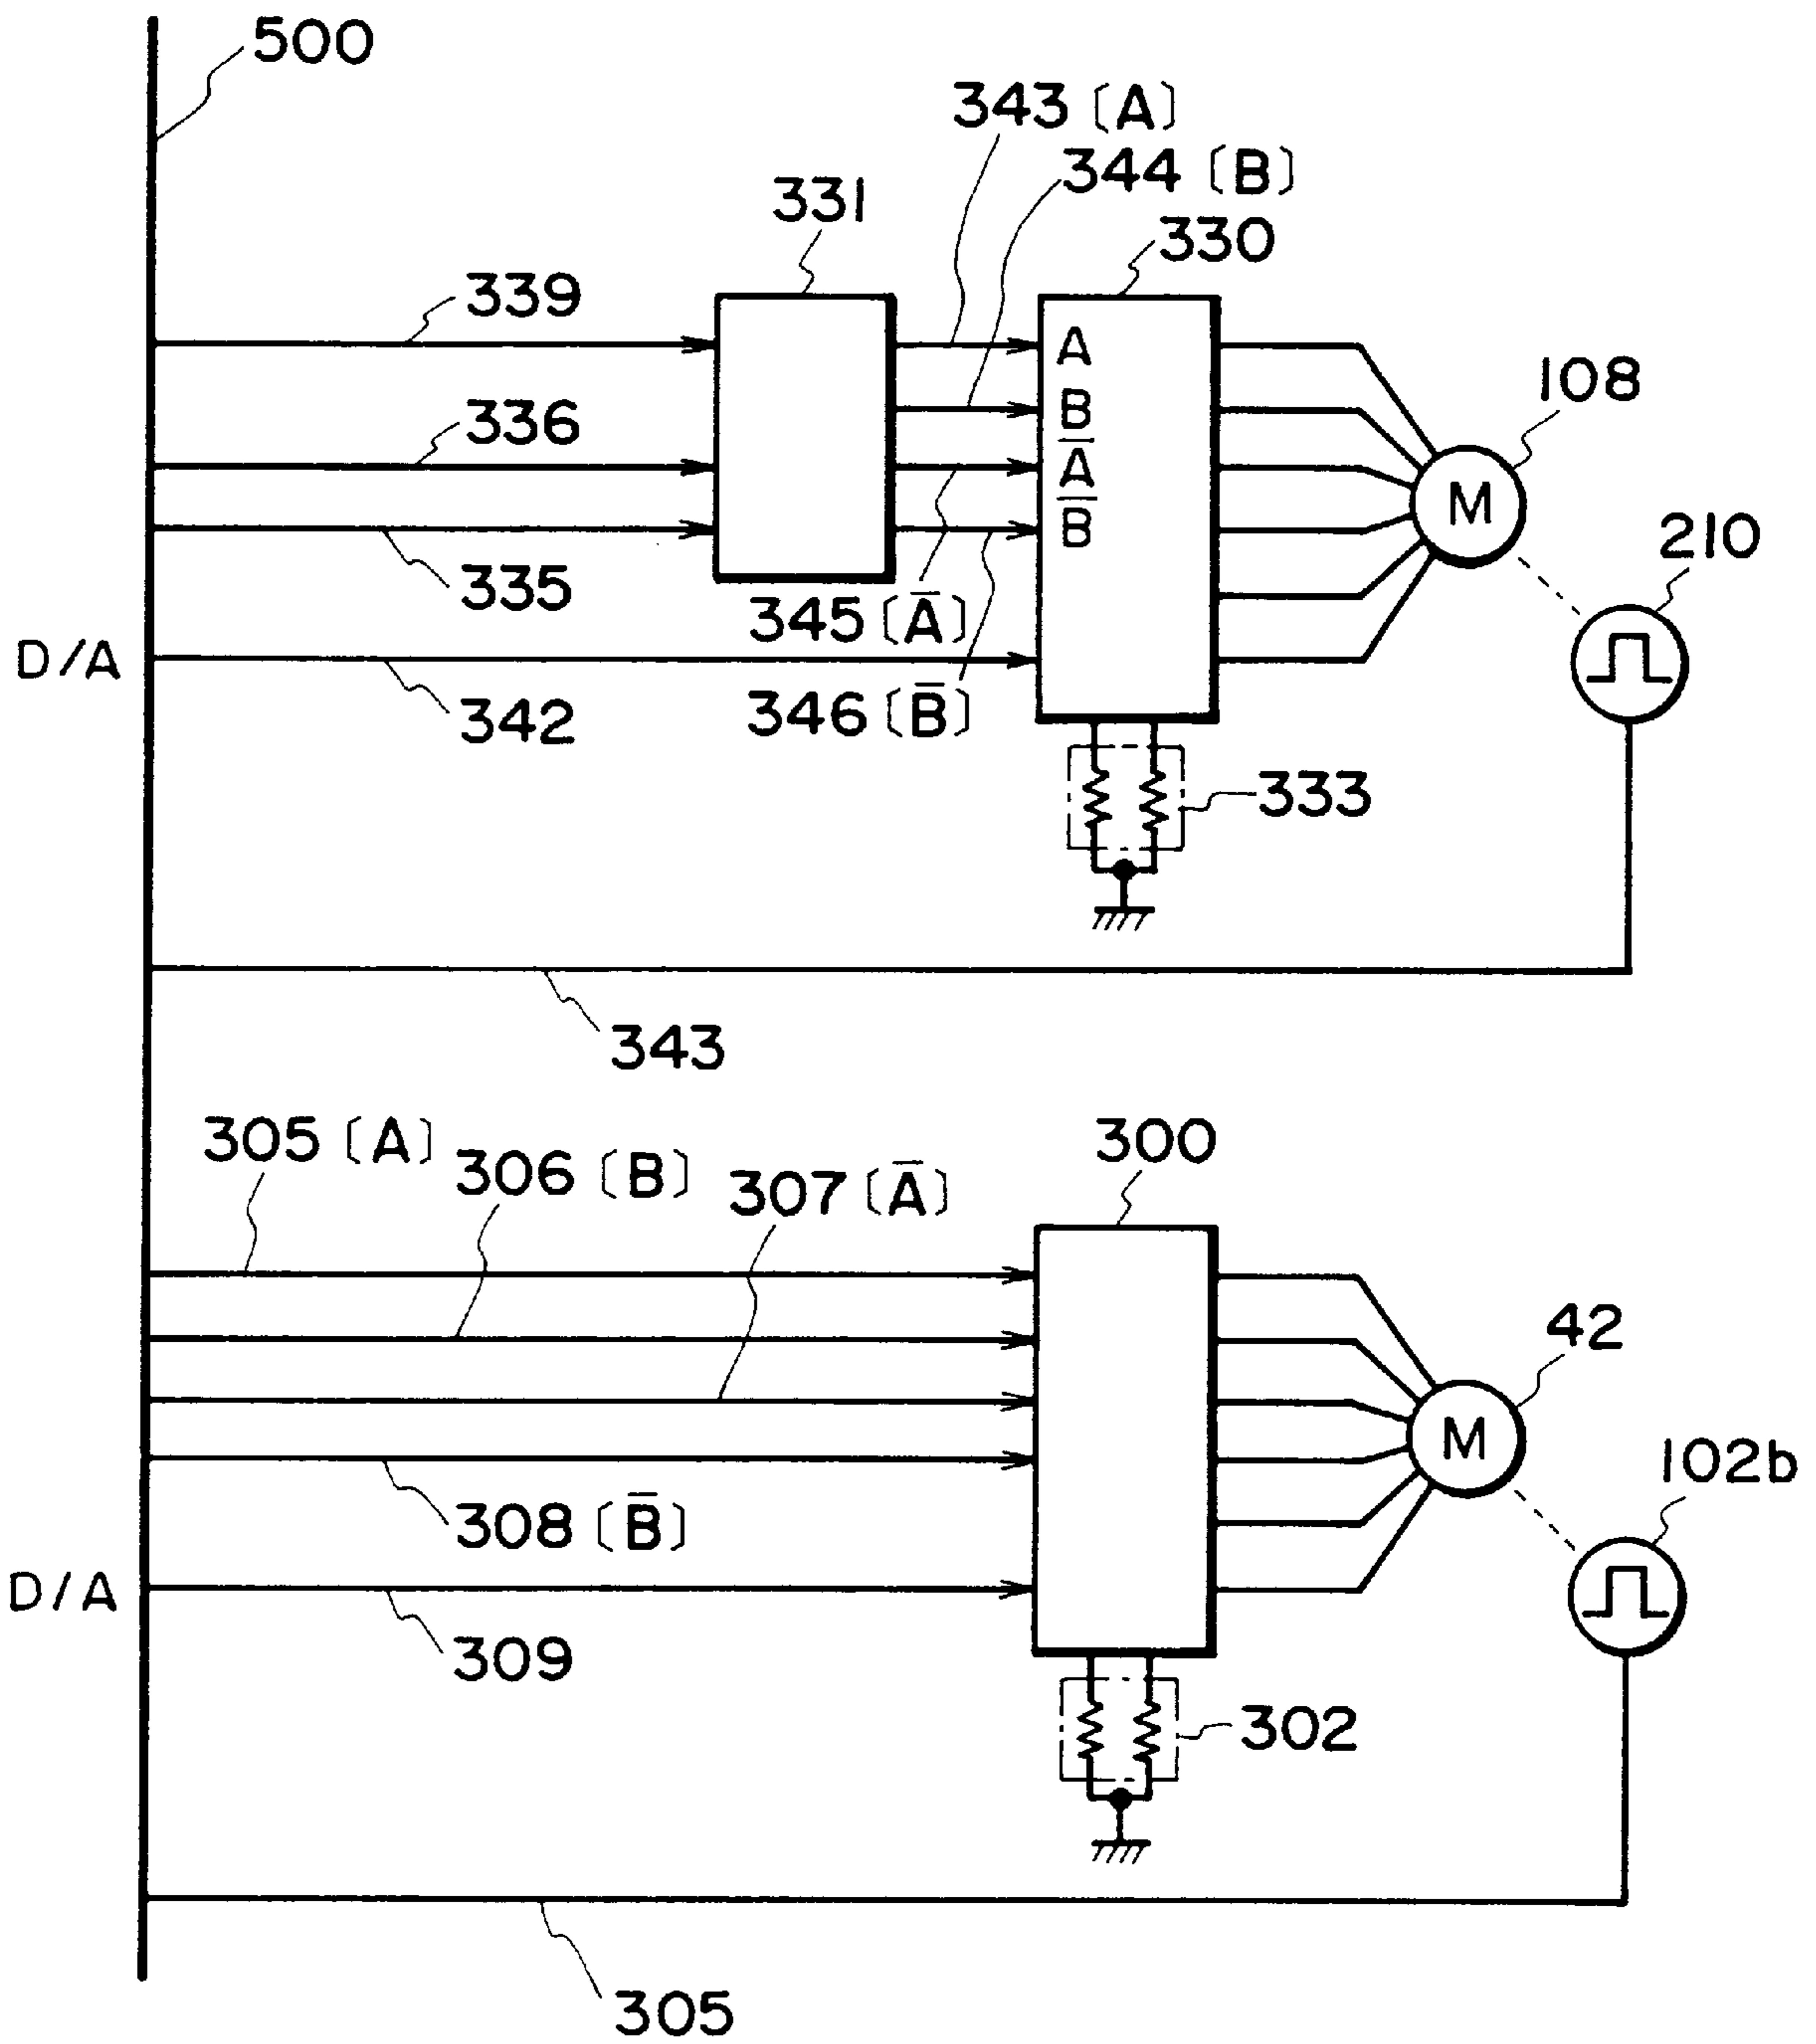 500
343 [A]
344 [B]
331
330
339
A
108
336
B
A̅
M
210
B̅
335
345 [A̅]
D/A
342
346 [B̅]
333
343
305 [A]
306 [B]
307 [A̅]
300
42
M
102b
308 [B̅]
D/A
309
302
305